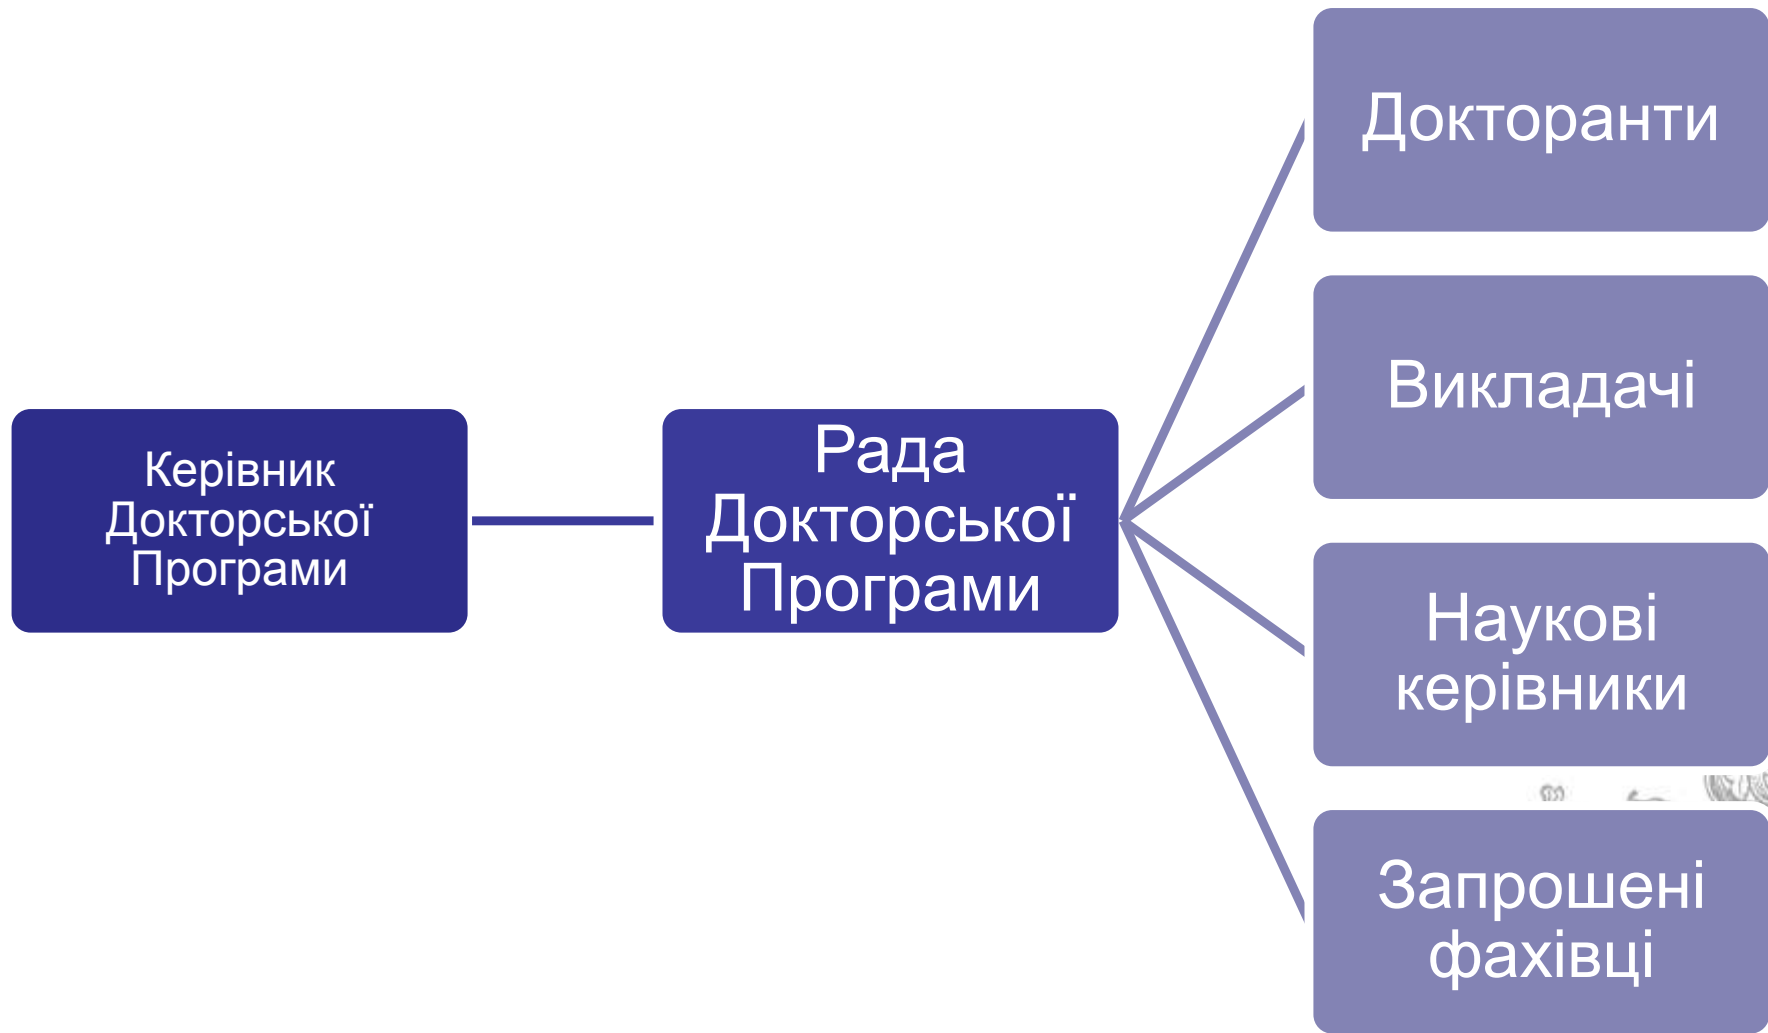 Керівник
Докторської
Програми
Рада
Докторської
Програми
Докторанти
Викладачі
Наукові
керівники
Запрошені
фахівці